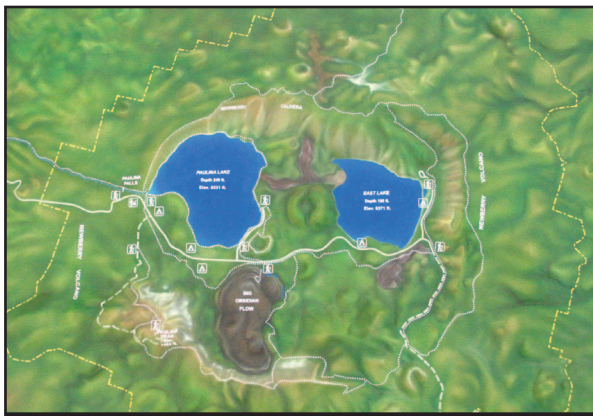 NEWBERRY CALDERA
PAULINA LAKE
Depth 249 ft.
Elev. 6331 ft.
EAST LAKE
Depth 180 ft.
Elev. 6371 ft.
PAULINA
FALLS
NEWBERRY VOLCANO
BIG
OBSIDIAN
FLOW
NEWBERRY VOLCANO